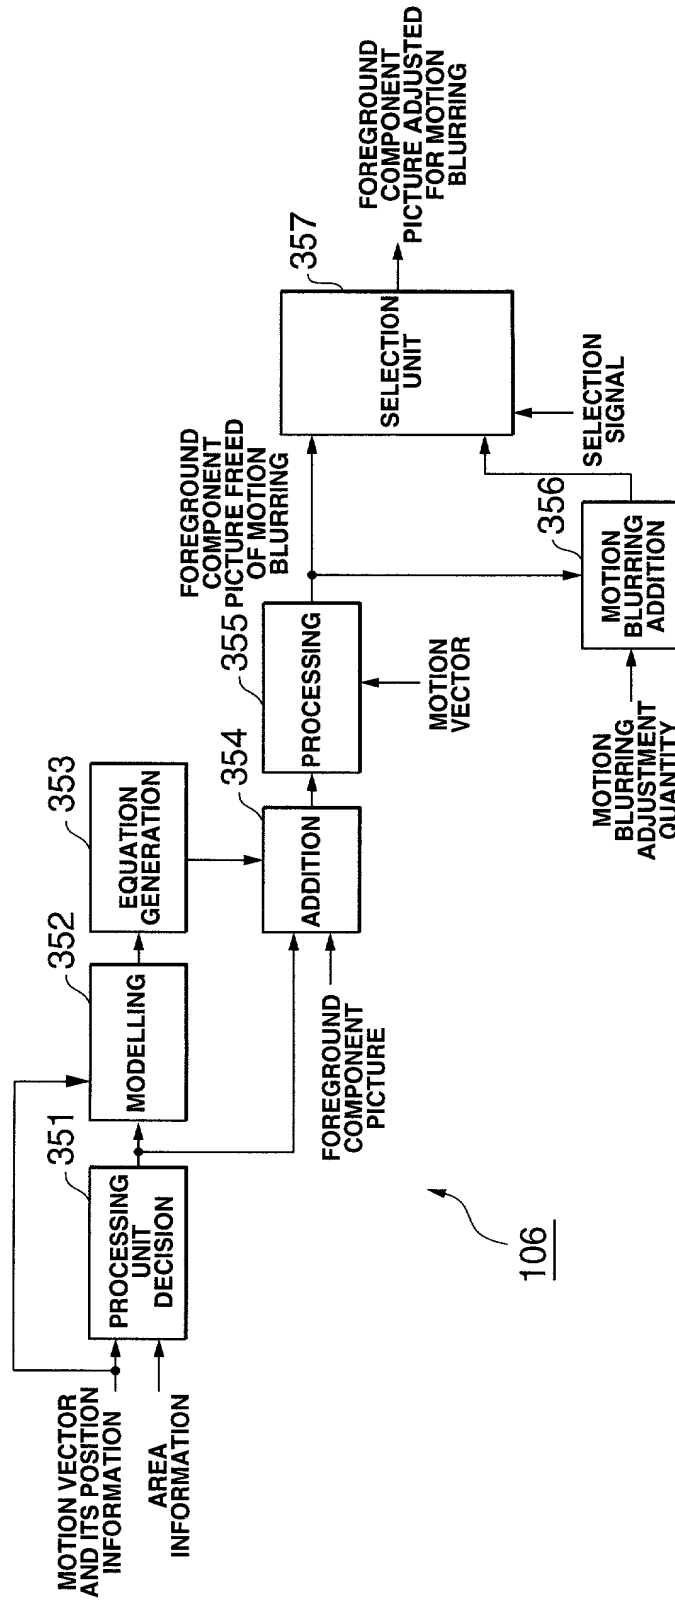 MOTION VECTOR
AND ITS POSITION
INFORMATION
AREA
INFORMATION
351
PROCESSING
UNIT
DECISION
352
MODELLING
353
EQUATION
GENERATION
FOREGROUND
COMPONENT
PICTURE
354
ADDITION
355
PROCESSING
MOTION
VECTOR
FOREGROUND
COMPONENT
PICTURE FREED
OF MOTION
BLURRING
MOTION
BLURRING
ADJUSTMENT
QUANTITY
356
MOTION
BLURRING
ADDITION
357
SELECTION
UNIT
SELECTION
SIGNAL
FOREGROUND
COMPONENT
PICTURE ADJUSTED
FOR MOTION
BLURRING
106